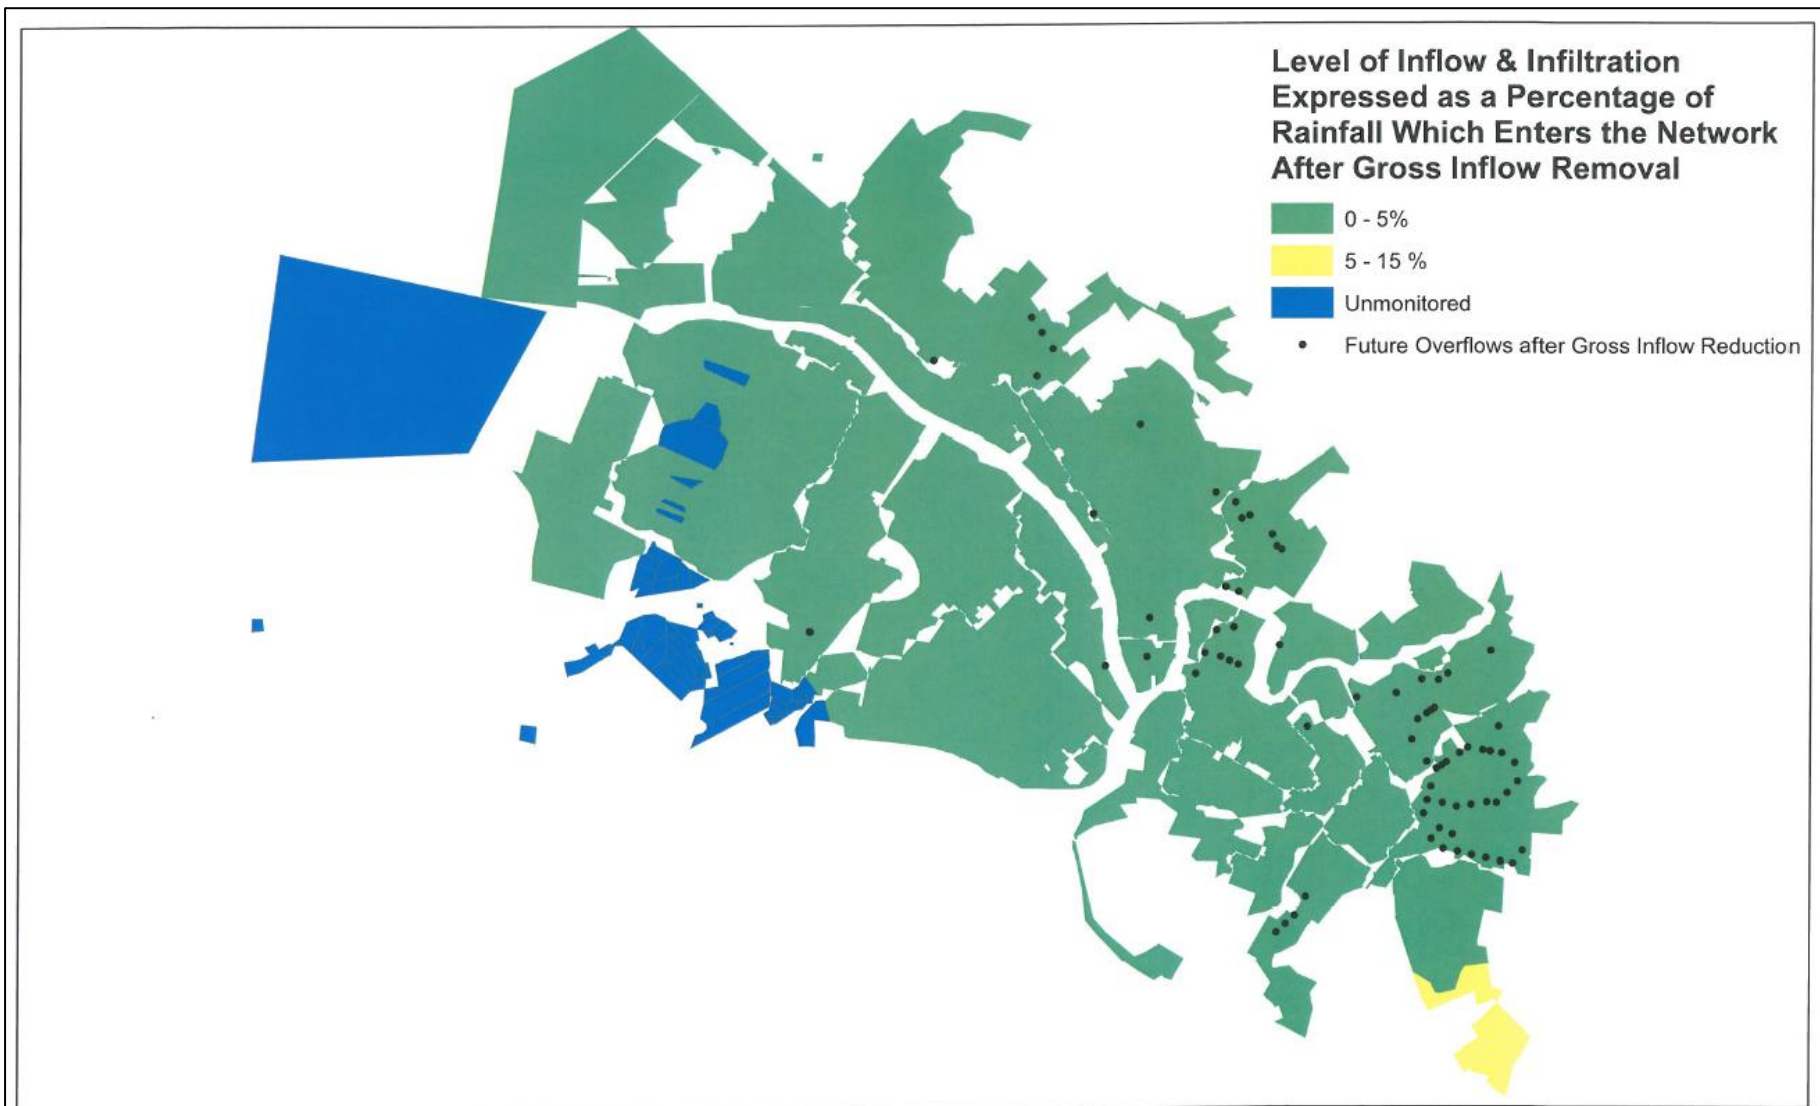 Level of Inflow & Infiltration
Expressed as a Percentage of
Rainfall Which Enters the Network
After Gross Inflow Removal
0 - 5%
5 - 15 %
Unmonitored
Future Overflows after Gross Inflow Reduction